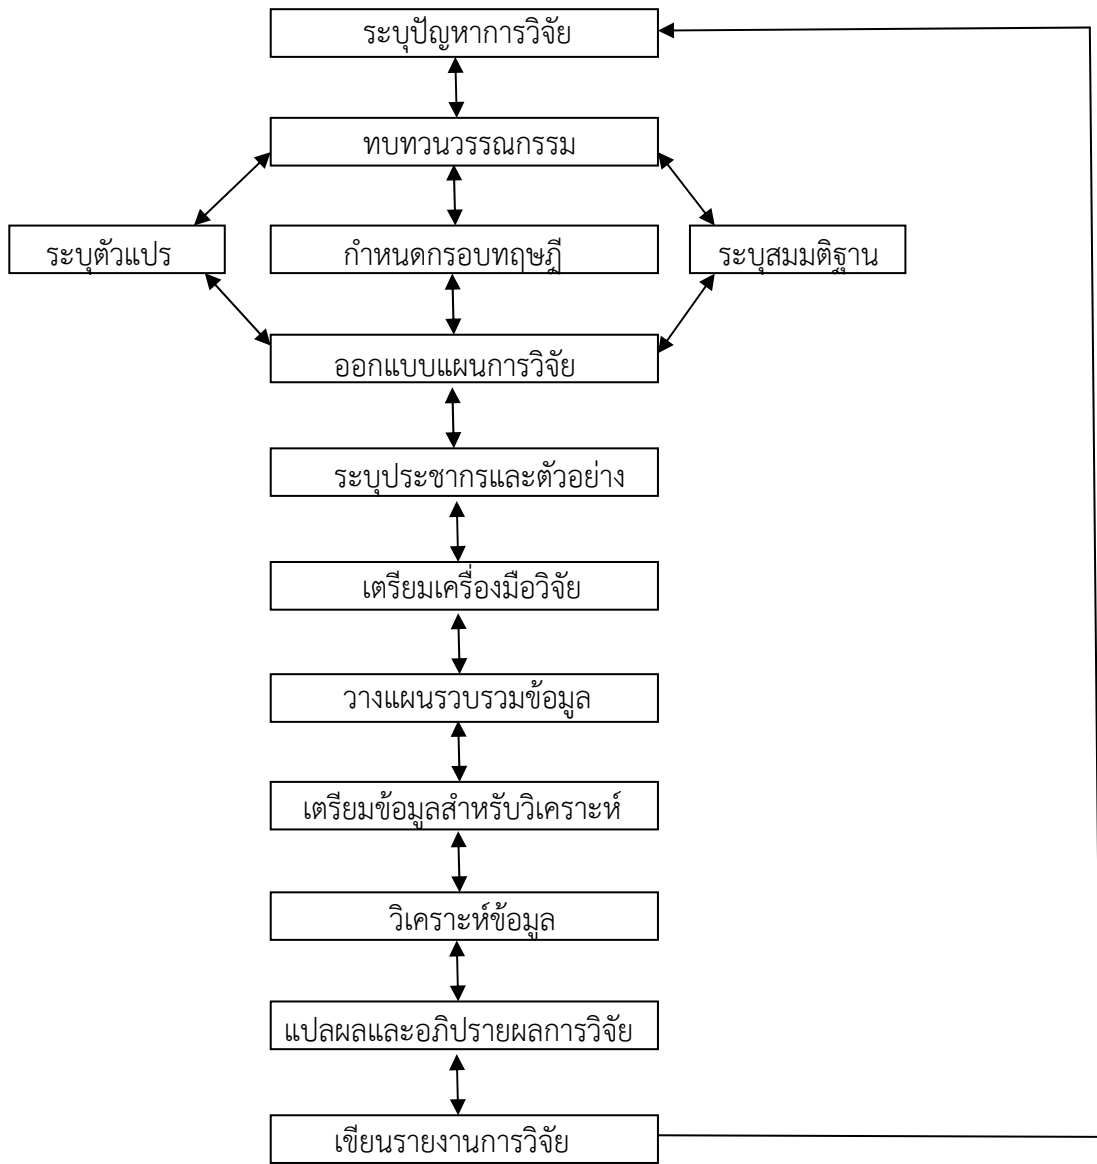 ระบุปัญหาการวิจัย
ทบทวนวรรณกรรม
ระบุตัวแปร
กำหนดกรอบทฤษฎี
ระบุสมมติฐาน
ออกแบบแผนการวิจัย
ระบุประชากรและตัวอย่าง
เตรียมเครื่องมือวิจัย
วางแผนรวบรวมข้อมูล
เตรียมข้อมูลสำหรับวิเคราะห์
วิเคราะห์ข้อมูล
แปลผลและอภิปรายผลการวิจัย
เขียนรายงานการวิจัย